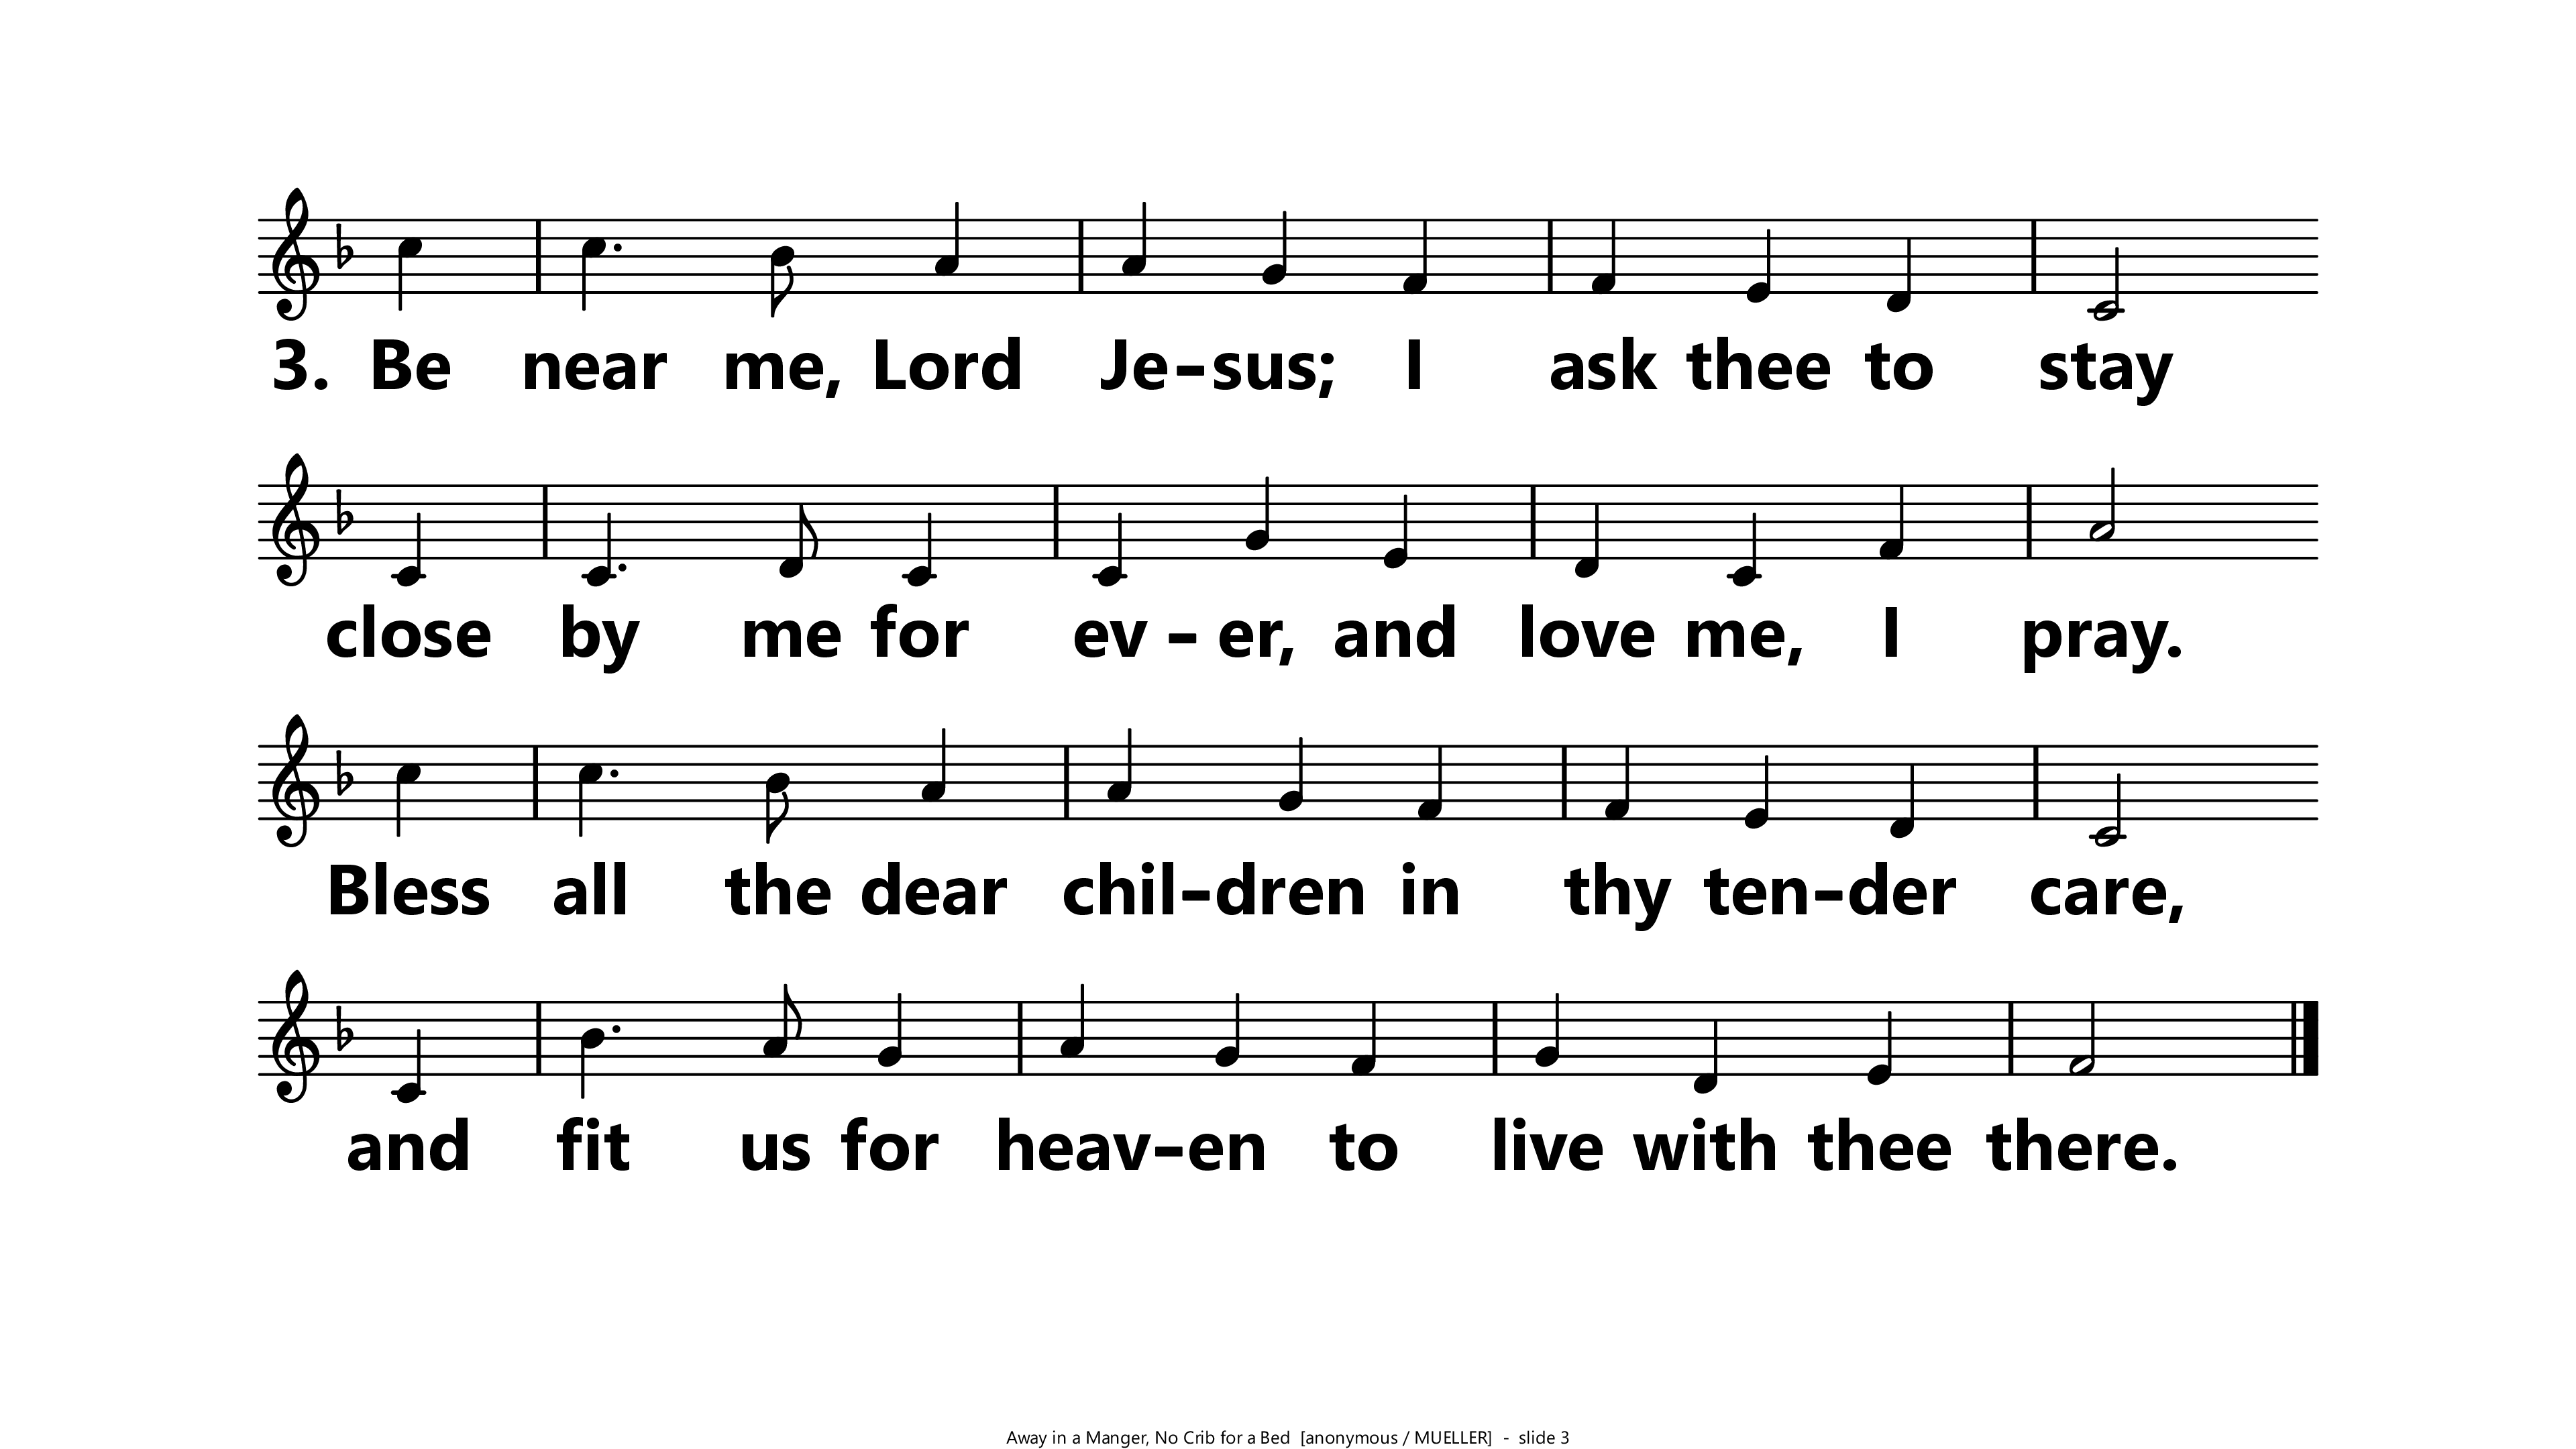 3. Be near me, Lord Je-sus; I ask thee to stay
close by me for ev - er, and love me, I pray.
Bless all the dear chil-dren in thy ten-der care,
and fit us for heav-en to live with thee there.
Away in a Manger, No Crib for a Bed [anonymous / MUELLER] - slide 3